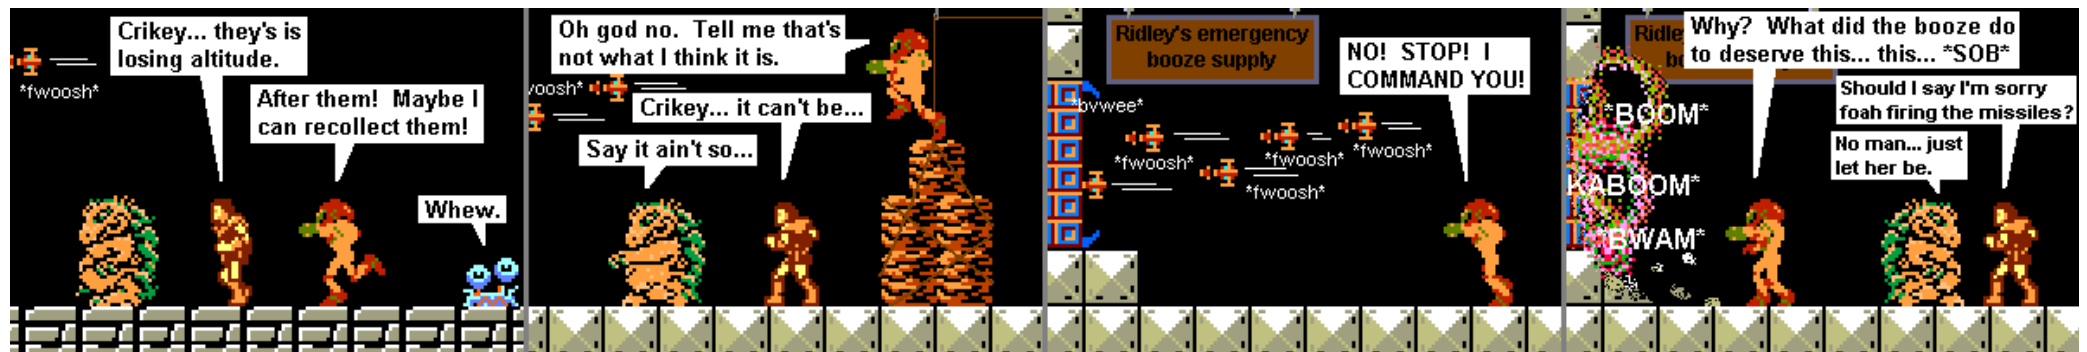 Crikey... they's is
losing altitude.
*fwoosh*
After them!  Maybe I
can recollect them!
Whew.
Oh god no.  Tell me that's
not what I think it is.
voosh*
Crikey... it can't be...
Say it ain't so...
Ridley's emergency
booze supply
NO!  STOP!  I
COMMAND YOU!
*bvwee*
*fwoosh*
*fwoosh*
*fwoosh*
*fwoosh*
Ridle
bo
Why?  What did the booze do
to deserve this... this... *SOB*
Should I say I'm sorry
foah firing the missiles?
*BOOM*
No man... just
let her be.
KABOOM*
*BWAM*